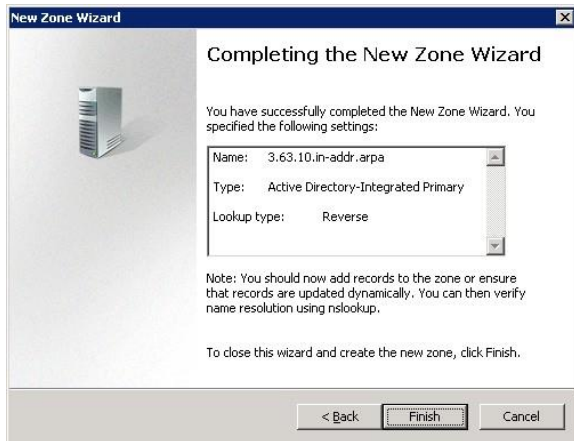 New Zone Wizard
Completing the New Zone Wizard
You have successfully completed the New Zone Wizard. You
specified the following settings:
Name: 3.63.10.in-addr.arpa
Type: Active Directory-Integrated Primary
Lookup type: Reverse
Note: You should now add records to the zone or ensure
that records are updated dynamically. You can then verify
name resolution using nslookup.
To close this wizard and create the new zone, click Finish.
< Back Finish Cancel